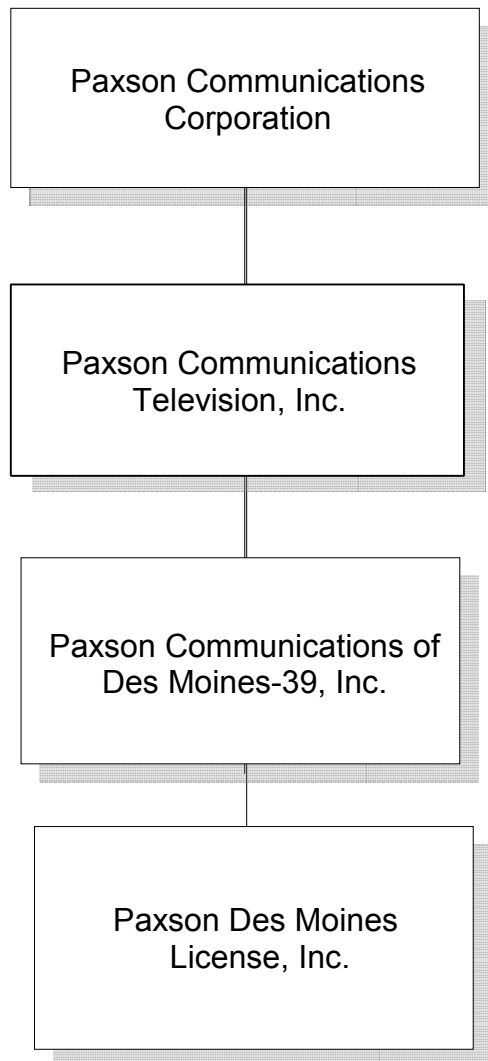 Paxson Communications
Corporation
Paxson Communications
Television, Inc.
Paxson Communications of
Des Moines-39, Inc.
Paxson Des Moines
License, Inc.